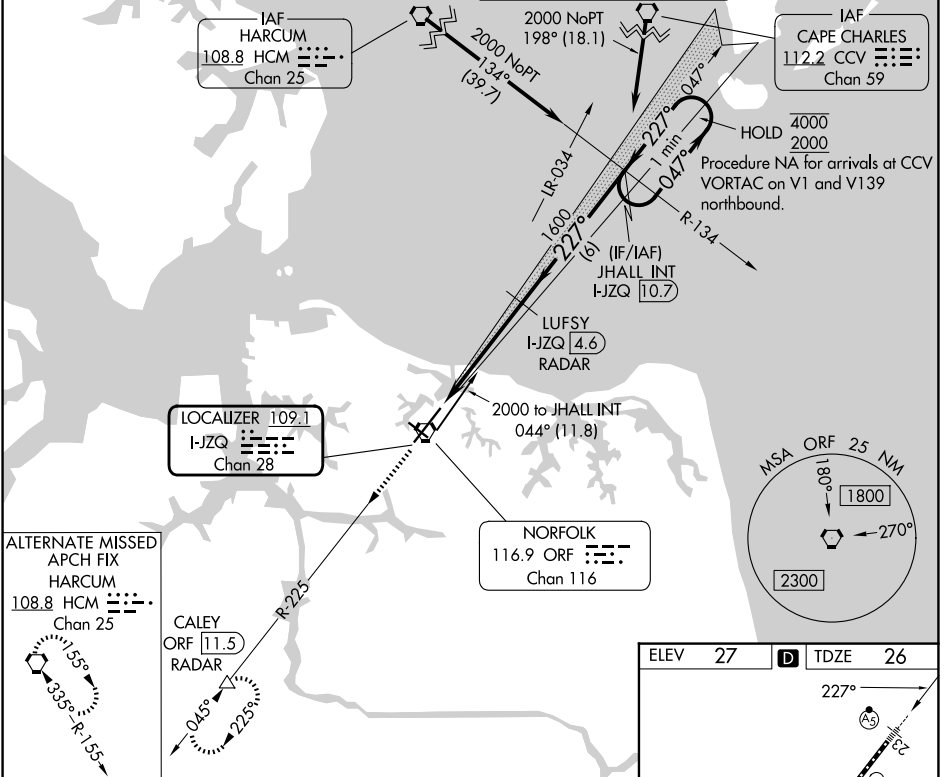 IAF
HARCUM
108.8 HCM
Chan 25
2000 NoPT
134°
(39.7)
2000 NoPT
198° (18.1)
IAF
CAPE CHARLES
112.2 CCV
Chan 59
047°
227°
1 min
047°
HOLD 4000
2000
Procedure NA for arrivals at CCV
VORTAC on V1 and V139
northbound.
LR-034
R-134
1600
227°
(6)
(IF/IAF)
JHALL INT
I-JZQ 10.7
LUFSY
I-JZQ 4.6
RADAR
2000 to JHALL INT
044° (11.8)
LOCALIZER 109.1
I-JZQ
Chan 28
NORFOLK
116.9 ORF
Chan 116
MSA ORF 25 NM
180°
1800
270°
2300
ALTERNATE MISSED
APCH FIX
HARCUM
108.8 HCM
Chan 25
155°
335°
R-155
R-225
CALEY
ORF 11.5
RADAR
045°
225°
ELEV 27 D TDZE 26
227°
A5
23